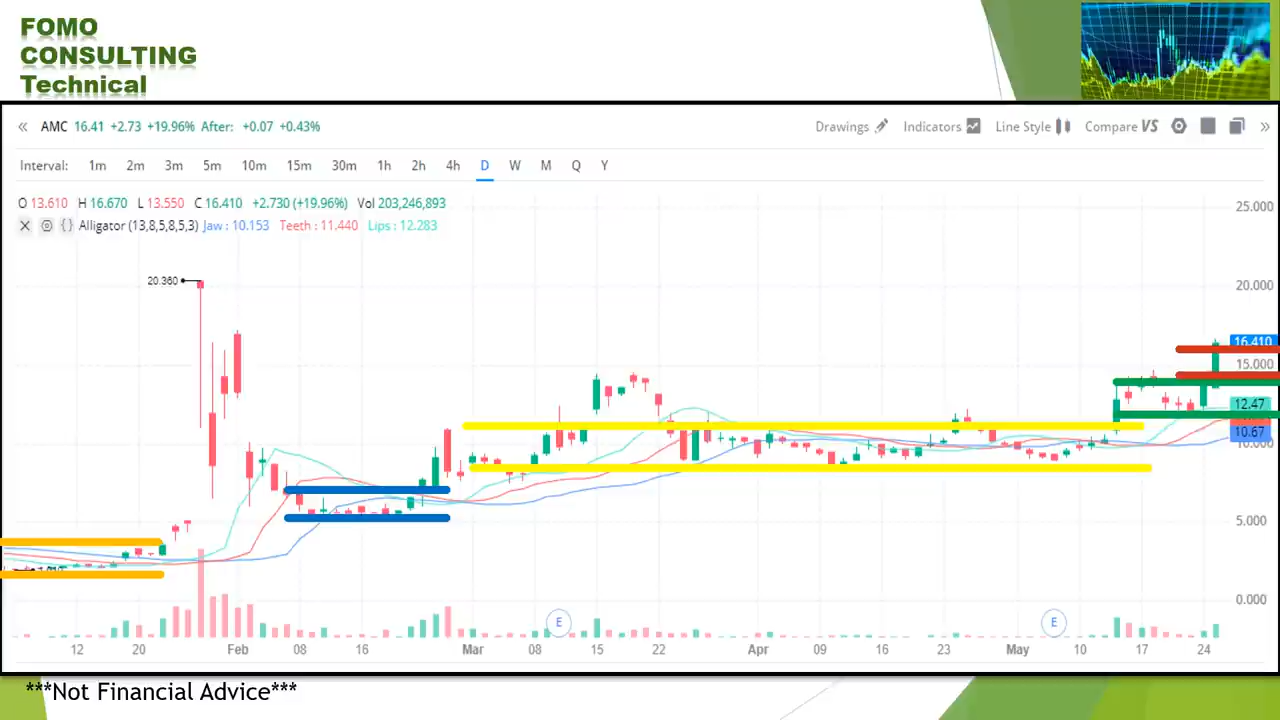 FOMO
CONSULTING
Technical
AMC 16.41 +2.73 +19.96% After: +0.07 +0.43%
Drawings Indicators Line Style Compare VS
Interval: 1m 2m 3m 5m 10m 15m 30m 1h 2h 4h D W M Q Y
O 13.610 H 16.670 L 13.550 C 16.410 +2.730 (+19.96%) Vol 203,246,893
Alligator (13,8,5,8,5,3) Jaw : 10.153 Teeth : 11.440 Lips : 12.283
25.000
20.360
20.000
16.410
15.000
12.47
10.67
5.000
0.000
E E
12 20 Feb 08 16 Mar 08 15 22 Apr 09 16 23 May 10 17 24
***Not Financial Advice***